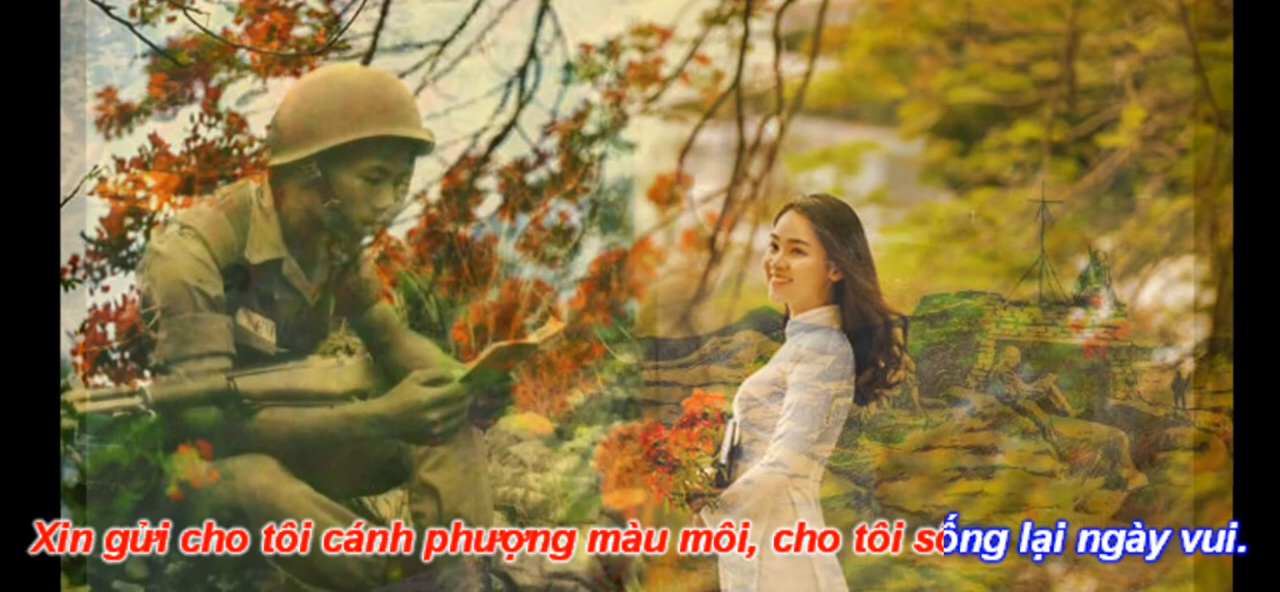 Xin gửi cho tôi cánh phượng màu môi, cho tôi sống lại ngày vui.